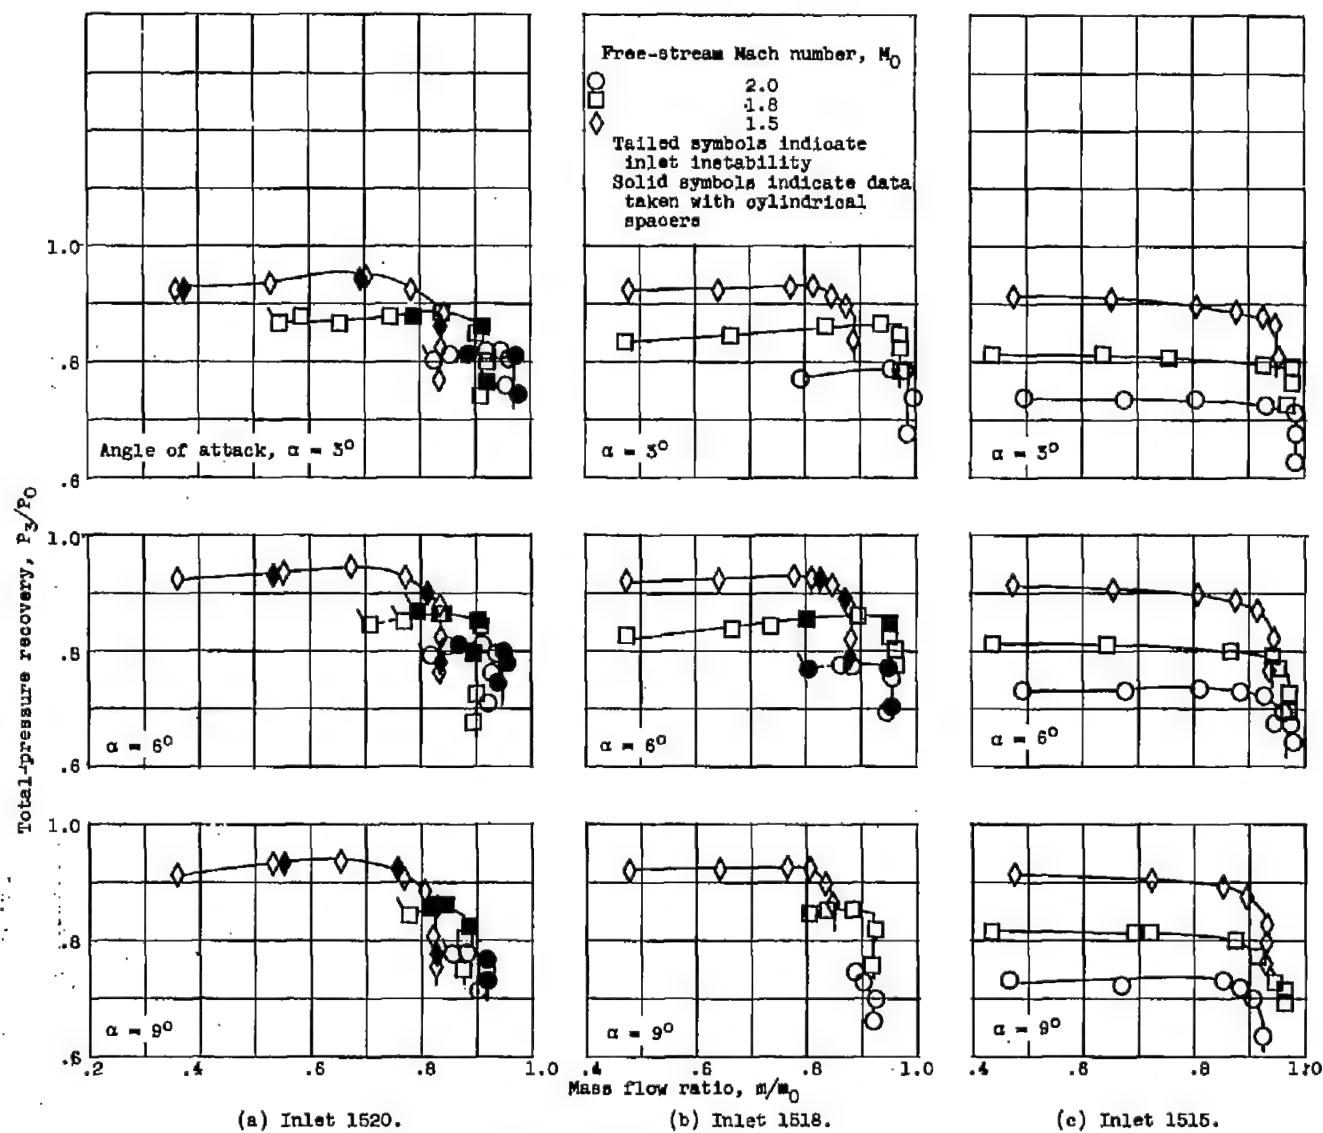 Free-stream Mach number, M0
2.0
1.8
1.5
Tailed symbols indicate
inlet instability
Solid symbols indicate data
taken with cylindrical
spacers
Total-pressure recovery, P3/P0
1.0
.8
Angle of attack, α = 3°
α = 3°
α = 3°
.6
1.0
.8
α = 6°
α = 6°
α = 6°
.6
1.0
.8
α = 9°
α = 9°
α = 9°
.6
.2 .4 .6 .8 1.0
.4 .6 .8 1.0
.4 .6 .8 1.0
Mass flow ratio, m/m0
(a) Inlet 1520.
(b) Inlet 1518.
(c) Inlet 1515.